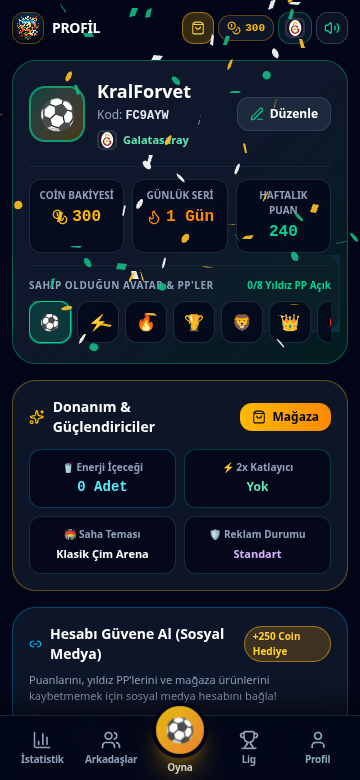 PROFİL
300
KralForvet
Kod: FC9AYW
Düzenle
Galatasaray
COİN BAKİYESİ
300
GÜNLÜK SERİ
1 Gün
HAFTALIK
PUAN
240
SAHİP OLDUĞUN AVATAR & PP'LER
0/8 Yıldız PP Açık
Donanım &
Güçlendiriciler
Mağaza
Enerji İçeceği
0 Adet
2x Katlayıcı
Yok
Saha Teması
Klasik Çim Arena
Reklam Durumu
Standart
Hesabı Güvene Al (Sosyal
Medya)
+250 Coin
Hediye
Puanlarını, yıldız PP'lerini ve mağaza ürünlerini
kaybetmemek için sosyal medya hesabını bağla!
İstatistik
Arkadaşlar
Oyna
Lig
Profil